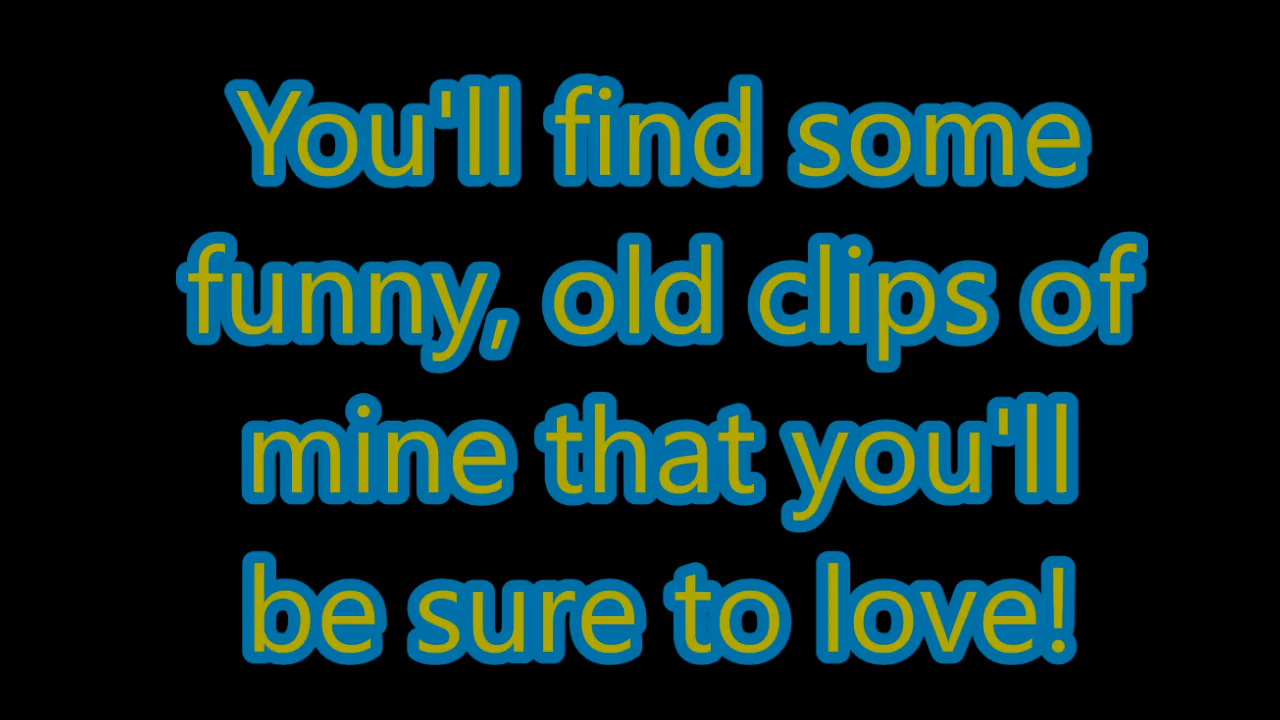 You'll find some
funny, old clips of
mine that you'll
be sure to love!